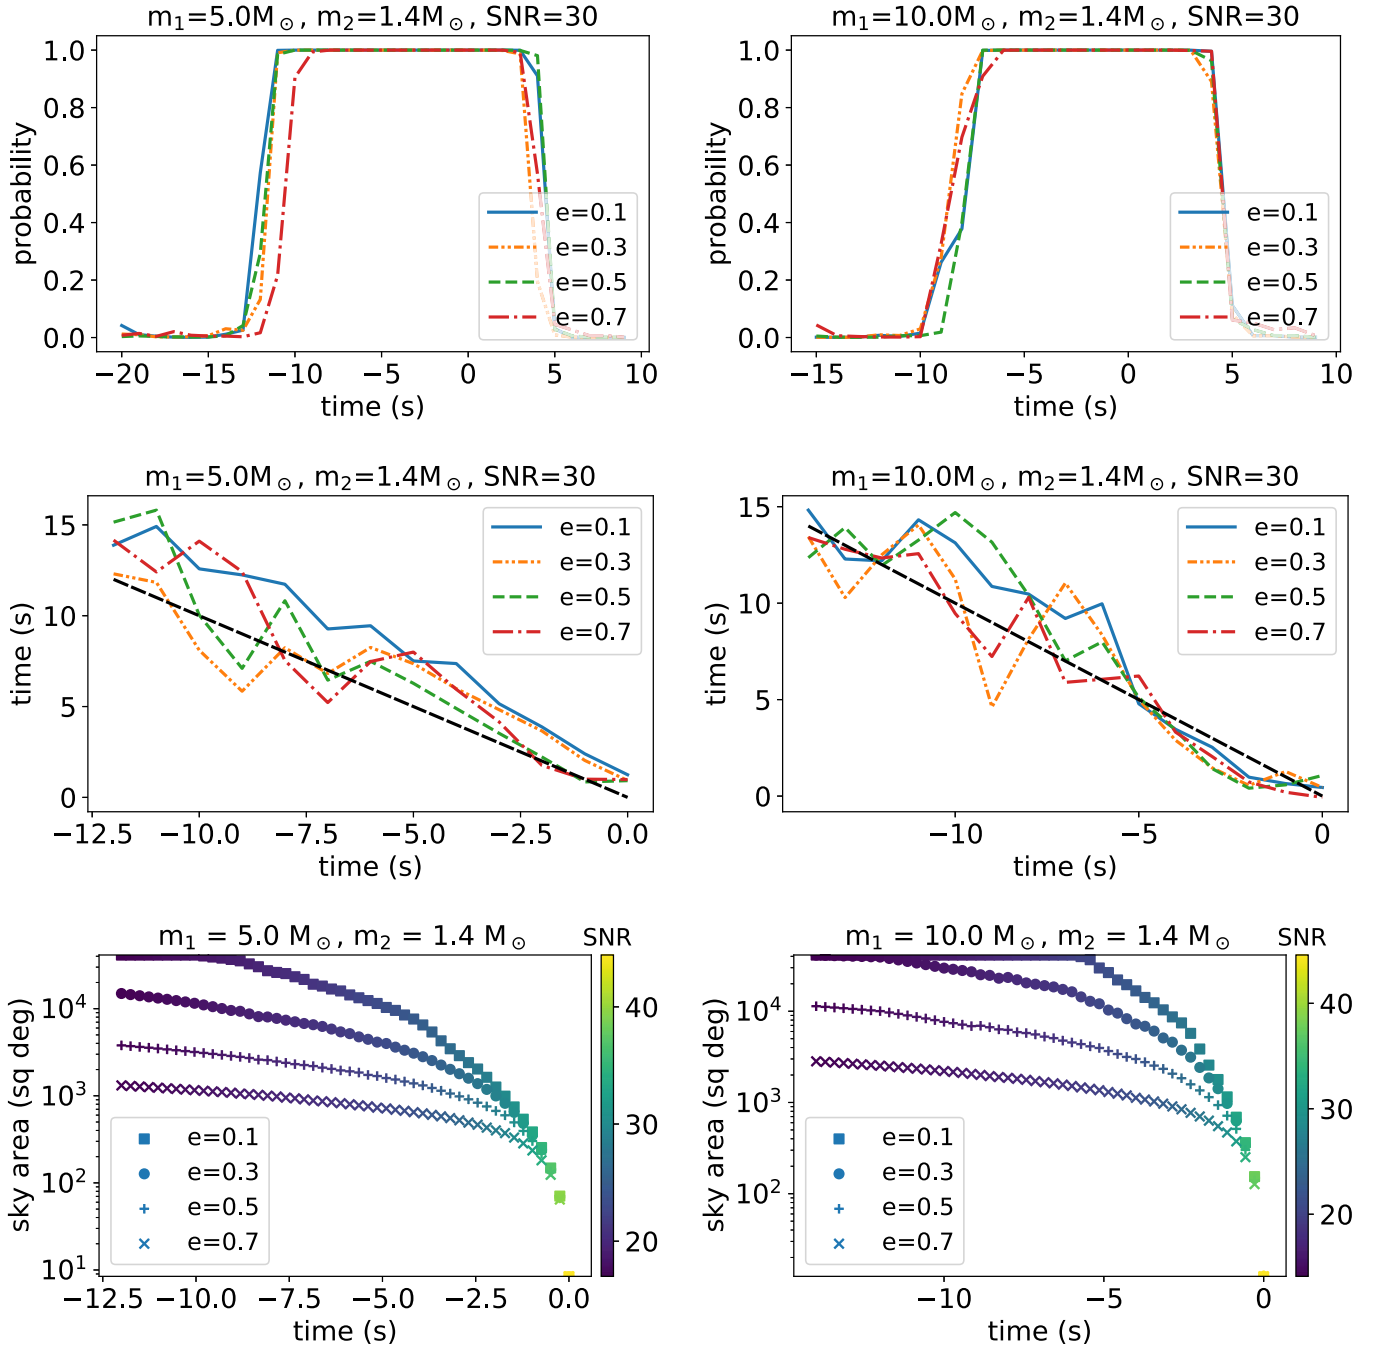 m₁=5.0M⊙, m₂=1.4M⊙, SNR=30
probability
1.0
0.8
0.6
0.4
0.2
0.0
e=0.1
e=0.3
e=0.5
e=0.7
−20 −15 −10 −5 0 5 10
time (s)
m₁=10.0M⊙, m₂=1.4M⊙, SNR=30
probability
1.0
0.8
0.6
0.4
0.2
0.0
e=0.1
e=0.3
e=0.5
e=0.7
−15 −10 −5 0 5 10
time (s)
m₁=5.0M⊙, m₂=1.4M⊙, SNR=30
time (s)
15
10
5
0
e=0.1
e=0.3
e=0.5
e=0.7
−12.5 −10.0 −7.5 −5.0 −2.5 0.0
time (s)
m₁=10.0M⊙, m₂=1.4M⊙, SNR=30
time (s)
15
10
5
0
e=0.1
e=0.3
e=0.5
e=0.7
−10 −5 0
time (s)
m₁ = 5.0 M⊙, m₂ = 1.4 M⊙ SNR
sky area (sq deg)
10⁴
10³
10²
10¹
e=0.1
e=0.3
e=0.5
e=0.7
40
30
20
−12.5 −10.0 −7.5 −5.0 −2.5 0.0
time (s)
m₁ = 10.0 M⊙, m₂ = 1.4 M⊙ SNR
sky area (sq deg)
10⁴
10³
10²
e=0.1
e=0.3
e=0.5
e=0.7
40
30
20
−10 −5 0
time (s)